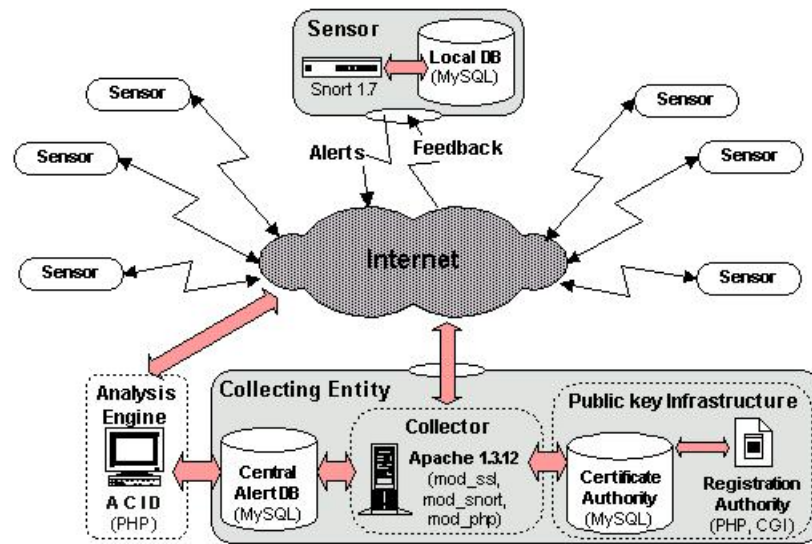 Sensor
Local DB
(MySQL)
Snort 1.7
Sensor
Sensor
Sensor
Sensor
Sensor
Sensor
Alerts
Feedback
Internet
Analysis
Engine
ACID
(PHP)
Collecting Entity
Central
Alert DB
(MySQL)
Collector
Apache 1.3.12
(mod_ssl,
mod_snort,
mod_php)
Public key Infrastructure
Certificate
Authority
(MySQL)
Registration
Authority
(PHP, CGI)